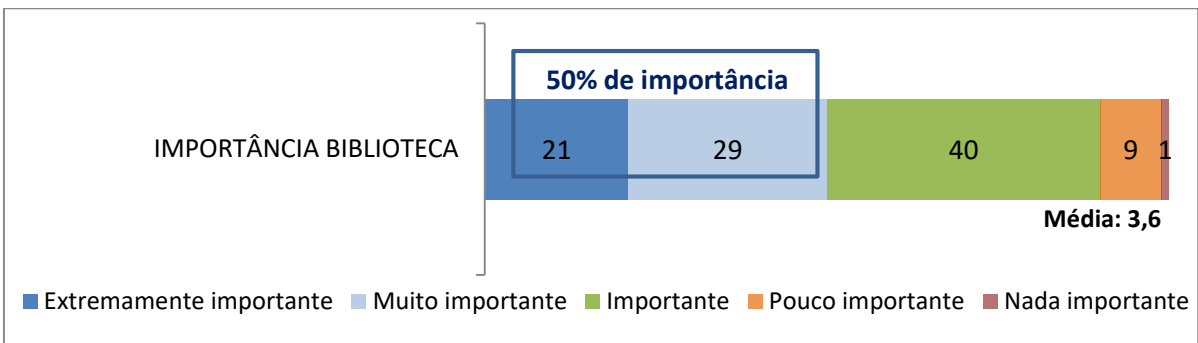 50% de importância
IMPORTÂNCIA BIBLIOTECA
21 29 40 9 1
Média: 3,6
Extremamente importante Muito importante Importante Pouco importante Nada importante